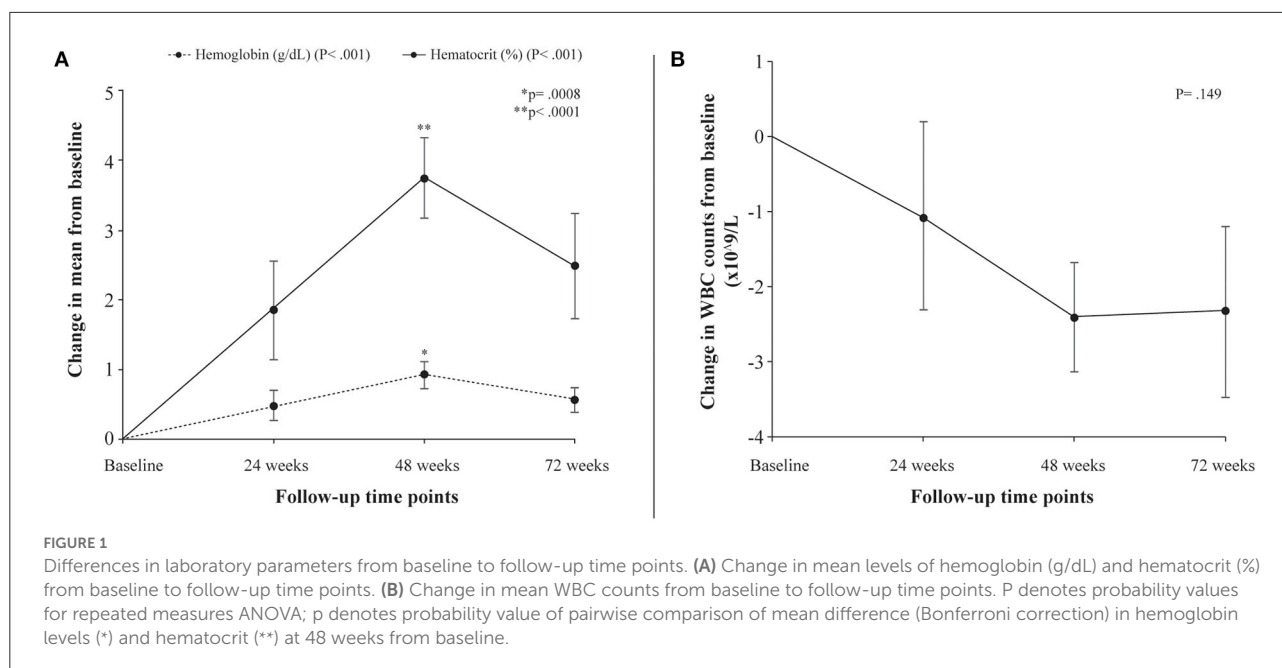 A
Hemoglobin (g/dL) (P< .001)
Hematocrit (%) (P< .001)
*p= .0008
**p< .0001
Change in mean from baseline
5
4
3
2
1
0
**
*
Baseline
24 weeks
48 weeks
72 weeks
Follow-up time points
B
P= .149
Change in WBC counts from baseline
(x10^9/L
1
0
-1
-2
-3
-4
Baseline
24 weeks
48 weeks
72 weeks
Follow-up time points
FIGURE 1
Differences in laboratory parameters from baseline to follow-up time points. (A) Change in mean levels of hemoglobin (g/dL) and hematocrit (%)
from baseline to follow-up time points. (B) Change in mean WBC counts from baseline to follow-up time points. P denotes probability values
for repeated measures ANOVA; p denotes probability value of pairwise comparison of mean difference (Bonferroni correction) in hemoglobin
levels (*) and hematocrit (**) at 48 weeks from baseline.